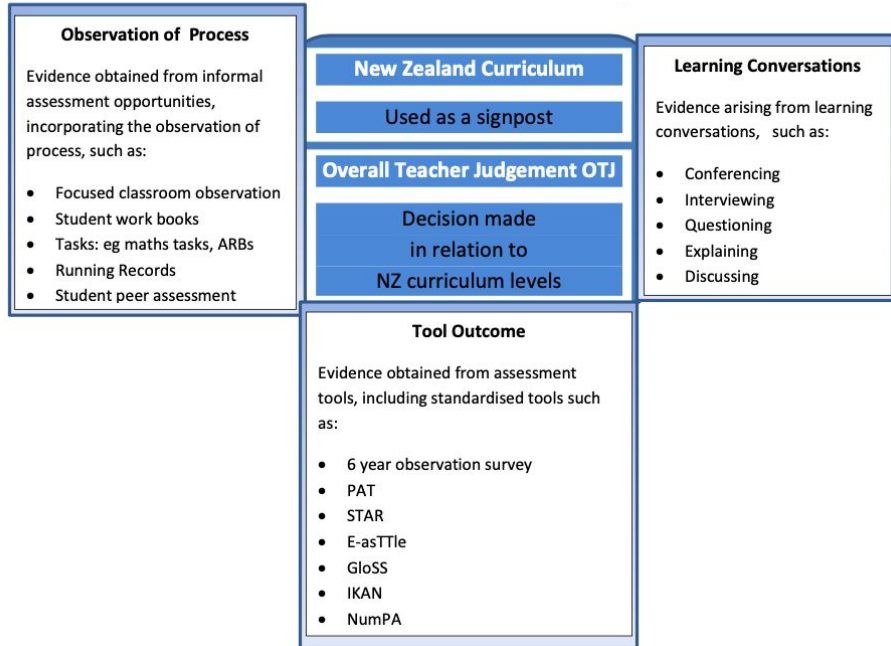 Observation of Process
Evidence obtained from informal
assessment opportunities,
incorporating the observation of
process, such as:
• Focused classroom observation
• Student work books
• Tasks: eg maths tasks, ARBs
• Running Records
• Student peer assessment
New Zealand Curriculum
Used as a signpost
Overall Teacher Judgement OTJ
Decision made
in relation to
NZ curriculum levels
Learning Conversations
Evidence arising from learning
conversations, such as:
• Conferencing
• Interviewing
• Questioning
• Explaining
• Discussing
Tool Outcome
Evidence obtained from assessment
tools, including standardised tools such
as:
• 6 year observation survey
• PAT
• STAR
• E-asTTle
• GloSS
• IKAN
• NumPA